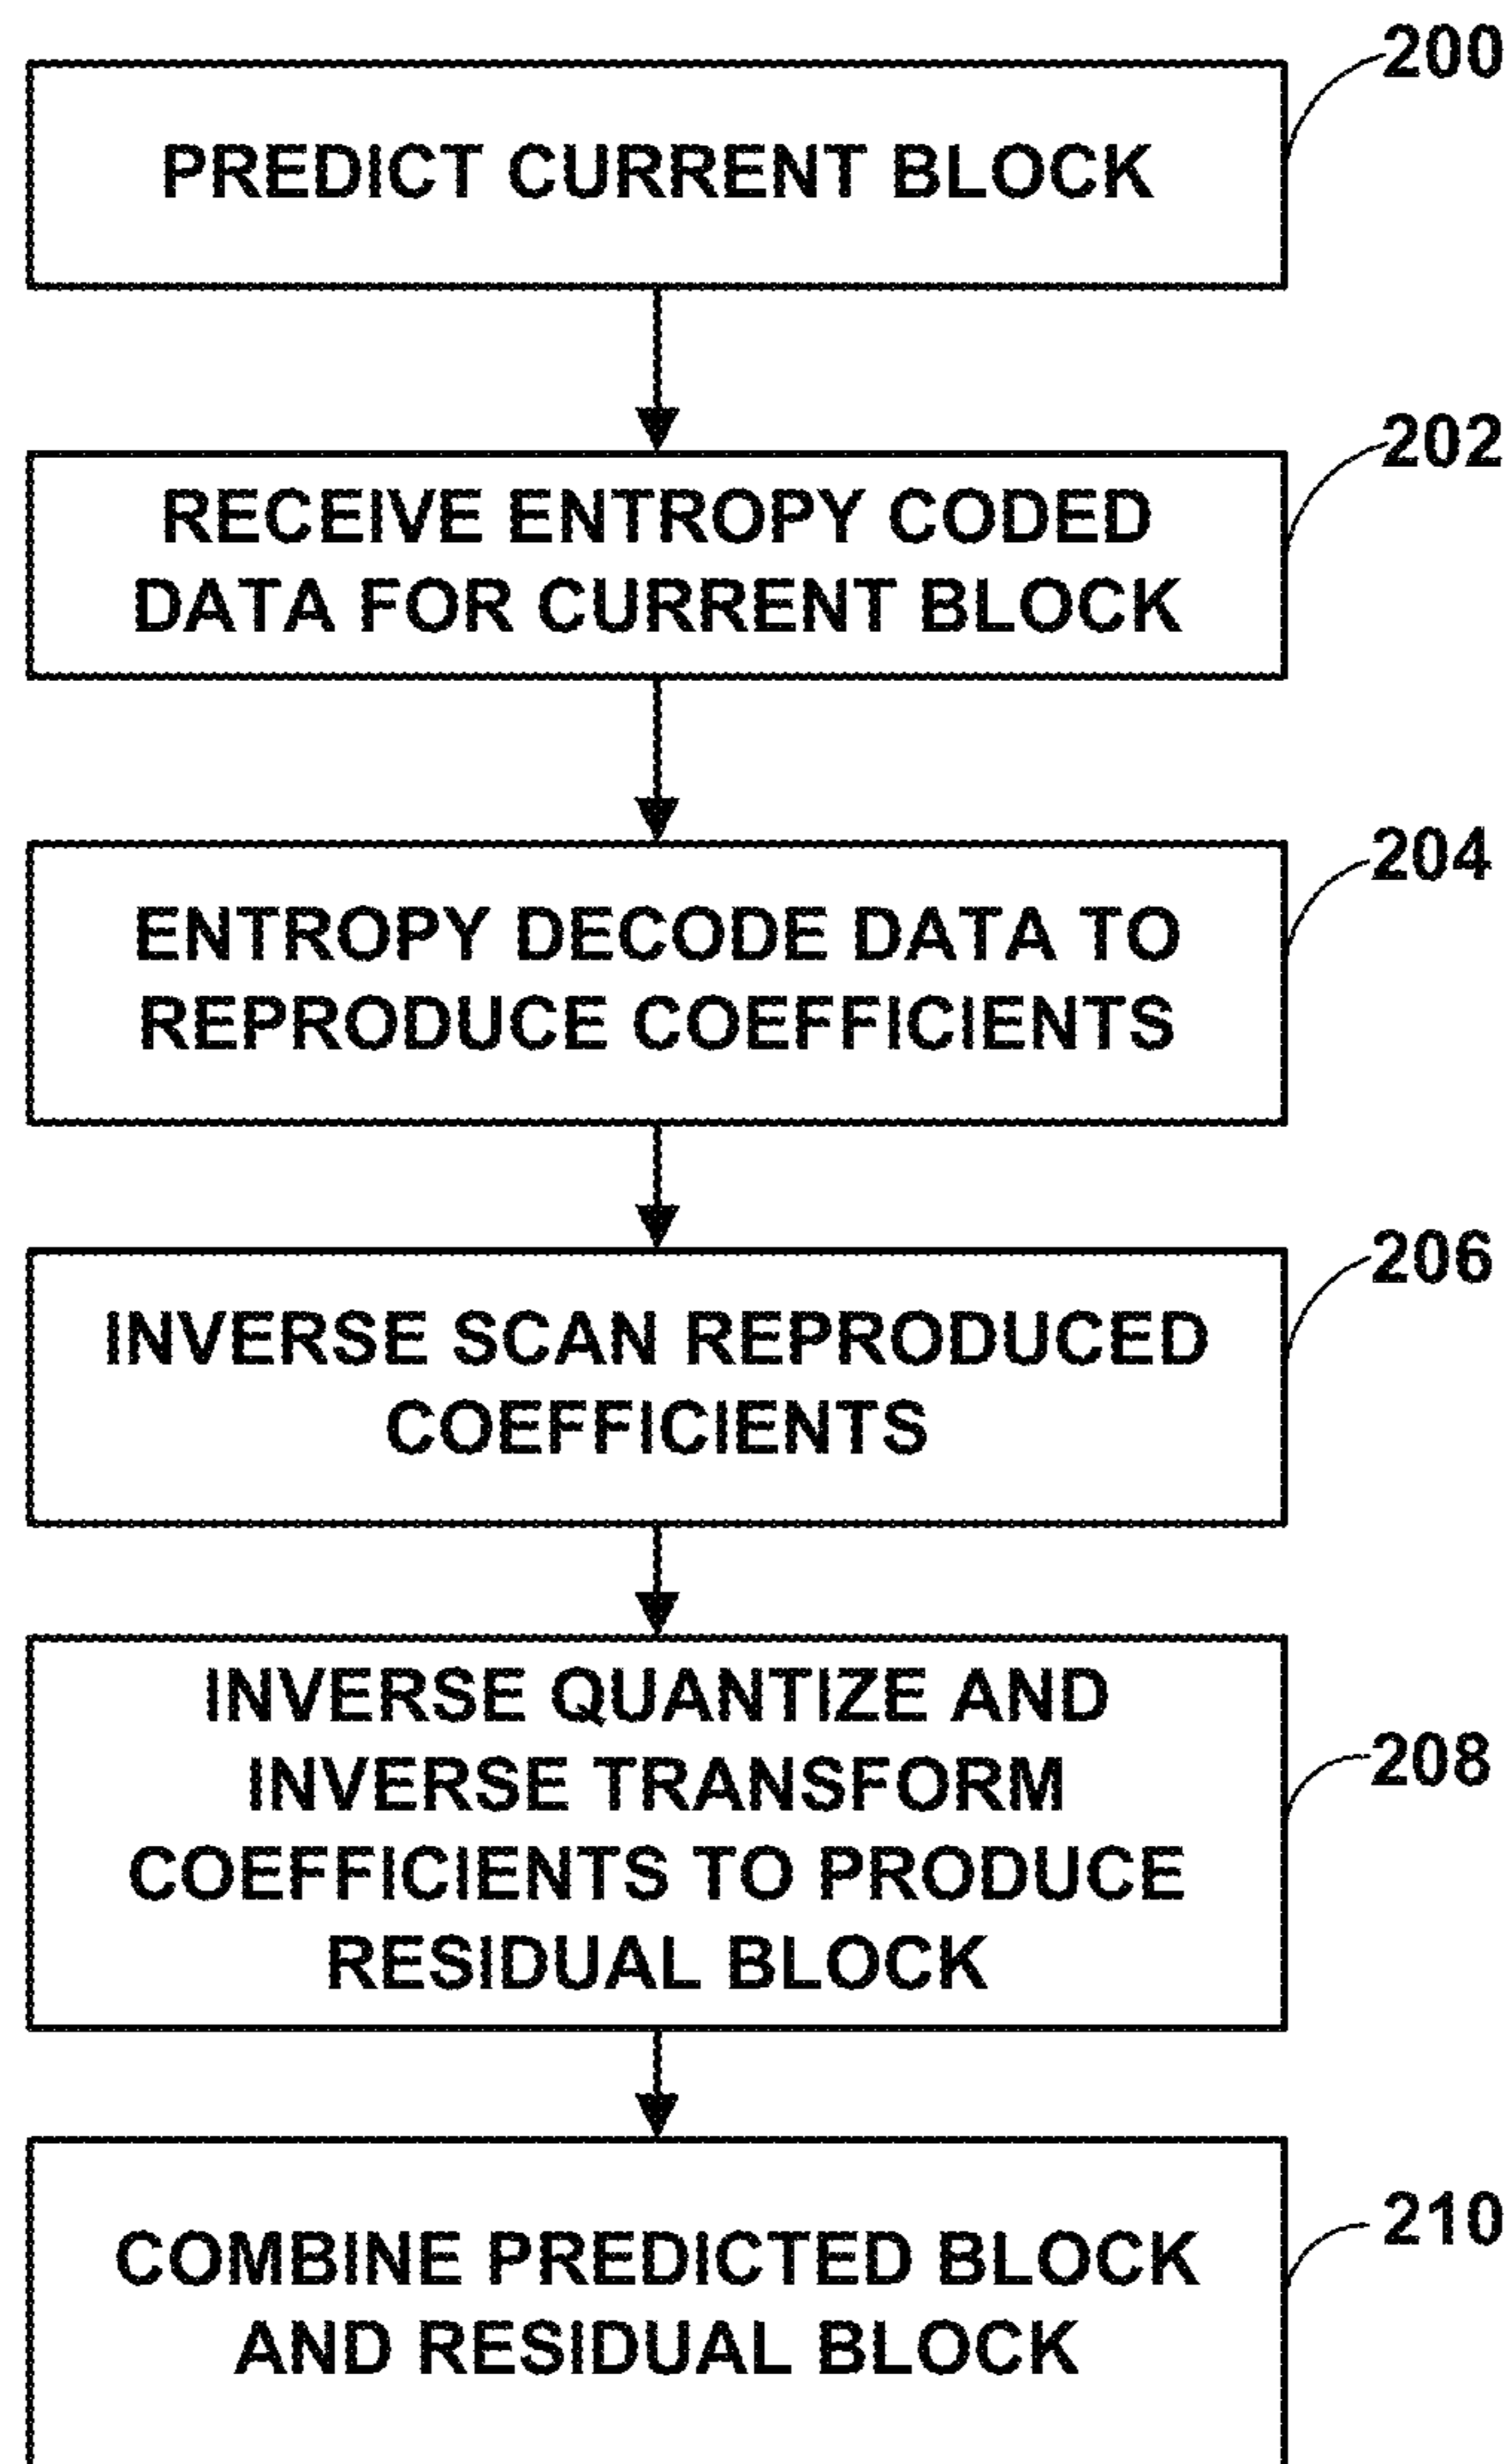 200
PREDICT CURRENT BLOCK
202
RECEIVE ENTROPY CODED
DATA FOR CURRENT BLOCK
204
ENTROPY DECODE DATA TO
REPRODUCE COEFFICIENTS
206
INVERSE SCAN REPRODUCED
COEFFICIENTS
INVERSE QUANTIZE AND
INVERSE TRANSFORM
208
COEFFICIENTS TO PRODUCE
RESIDUAL BLOCK
210
COMBINE PREDICTED BLOCK
AND RESIDUAL BLOCK